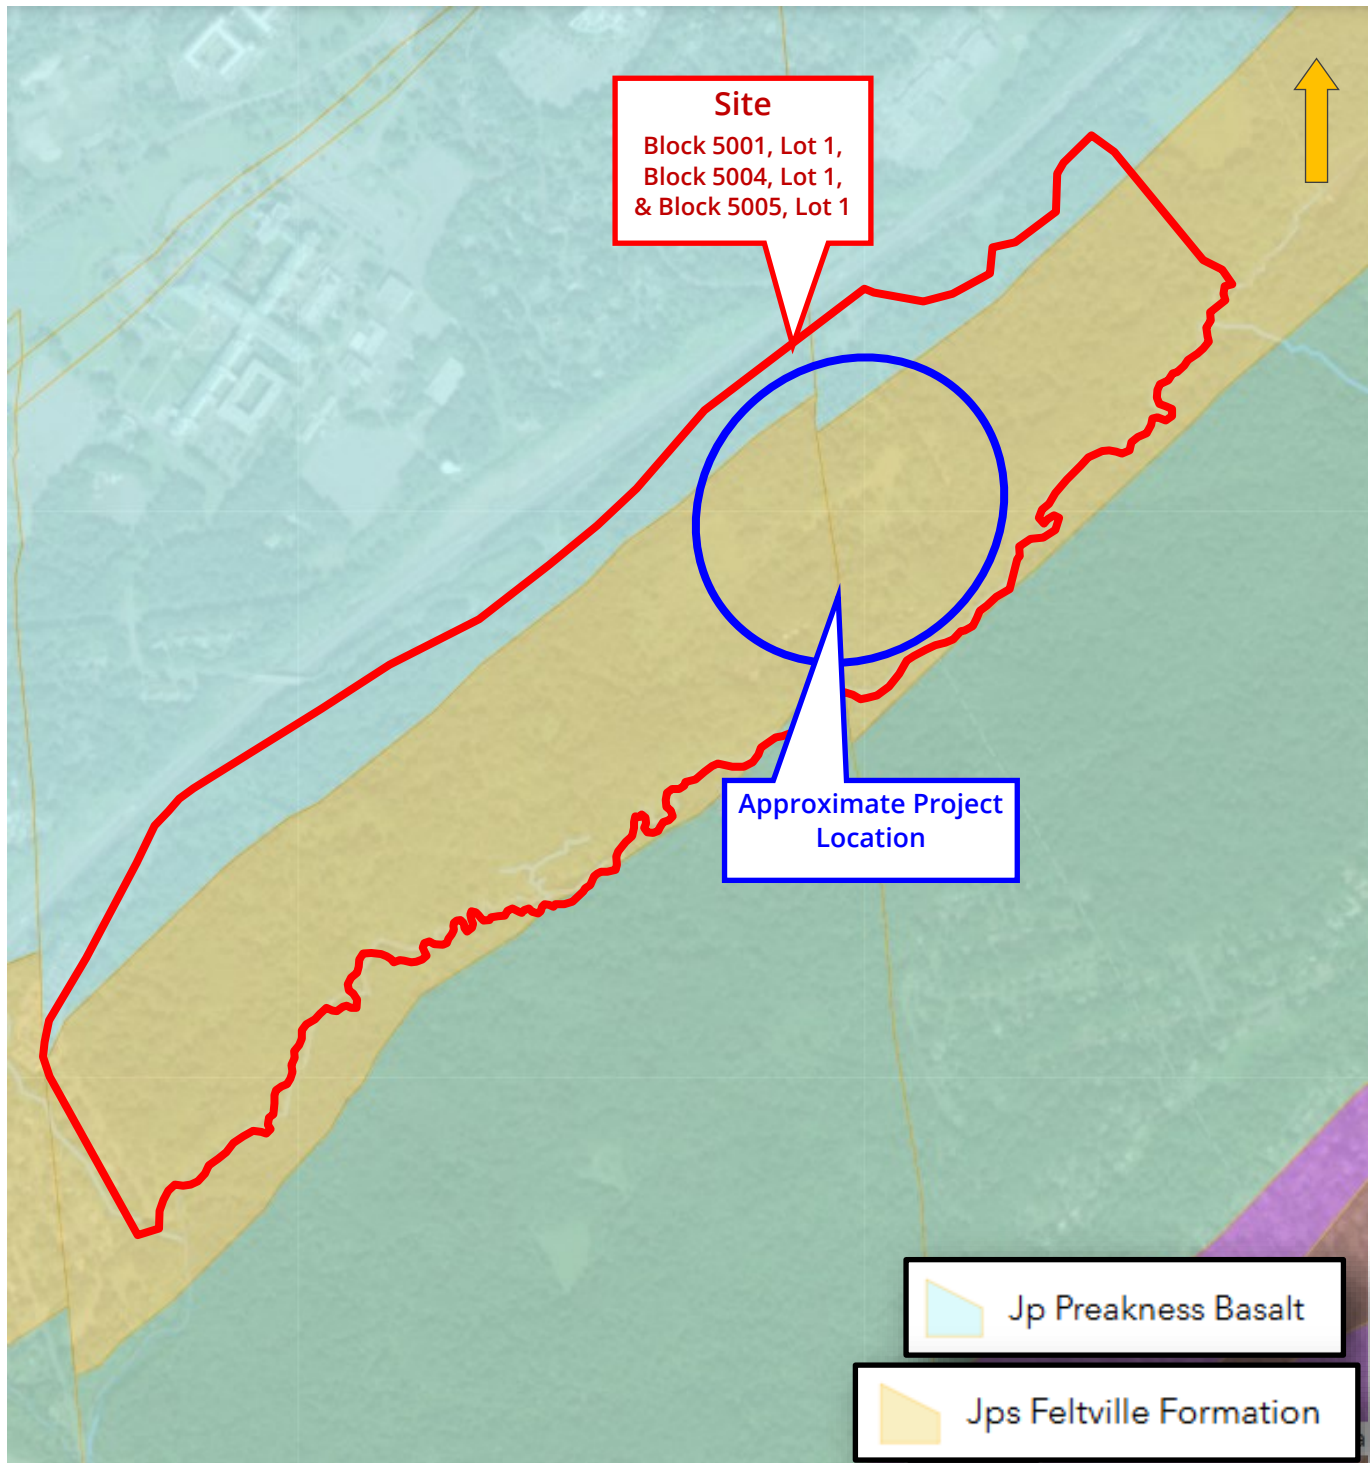 Site
Block 5001, Lot 1,
Block 5004, Lot 1,
& Block 5005, Lot 1
Approximate Project
Location
Jp Preakness Basalt
Jps Feltville Formation